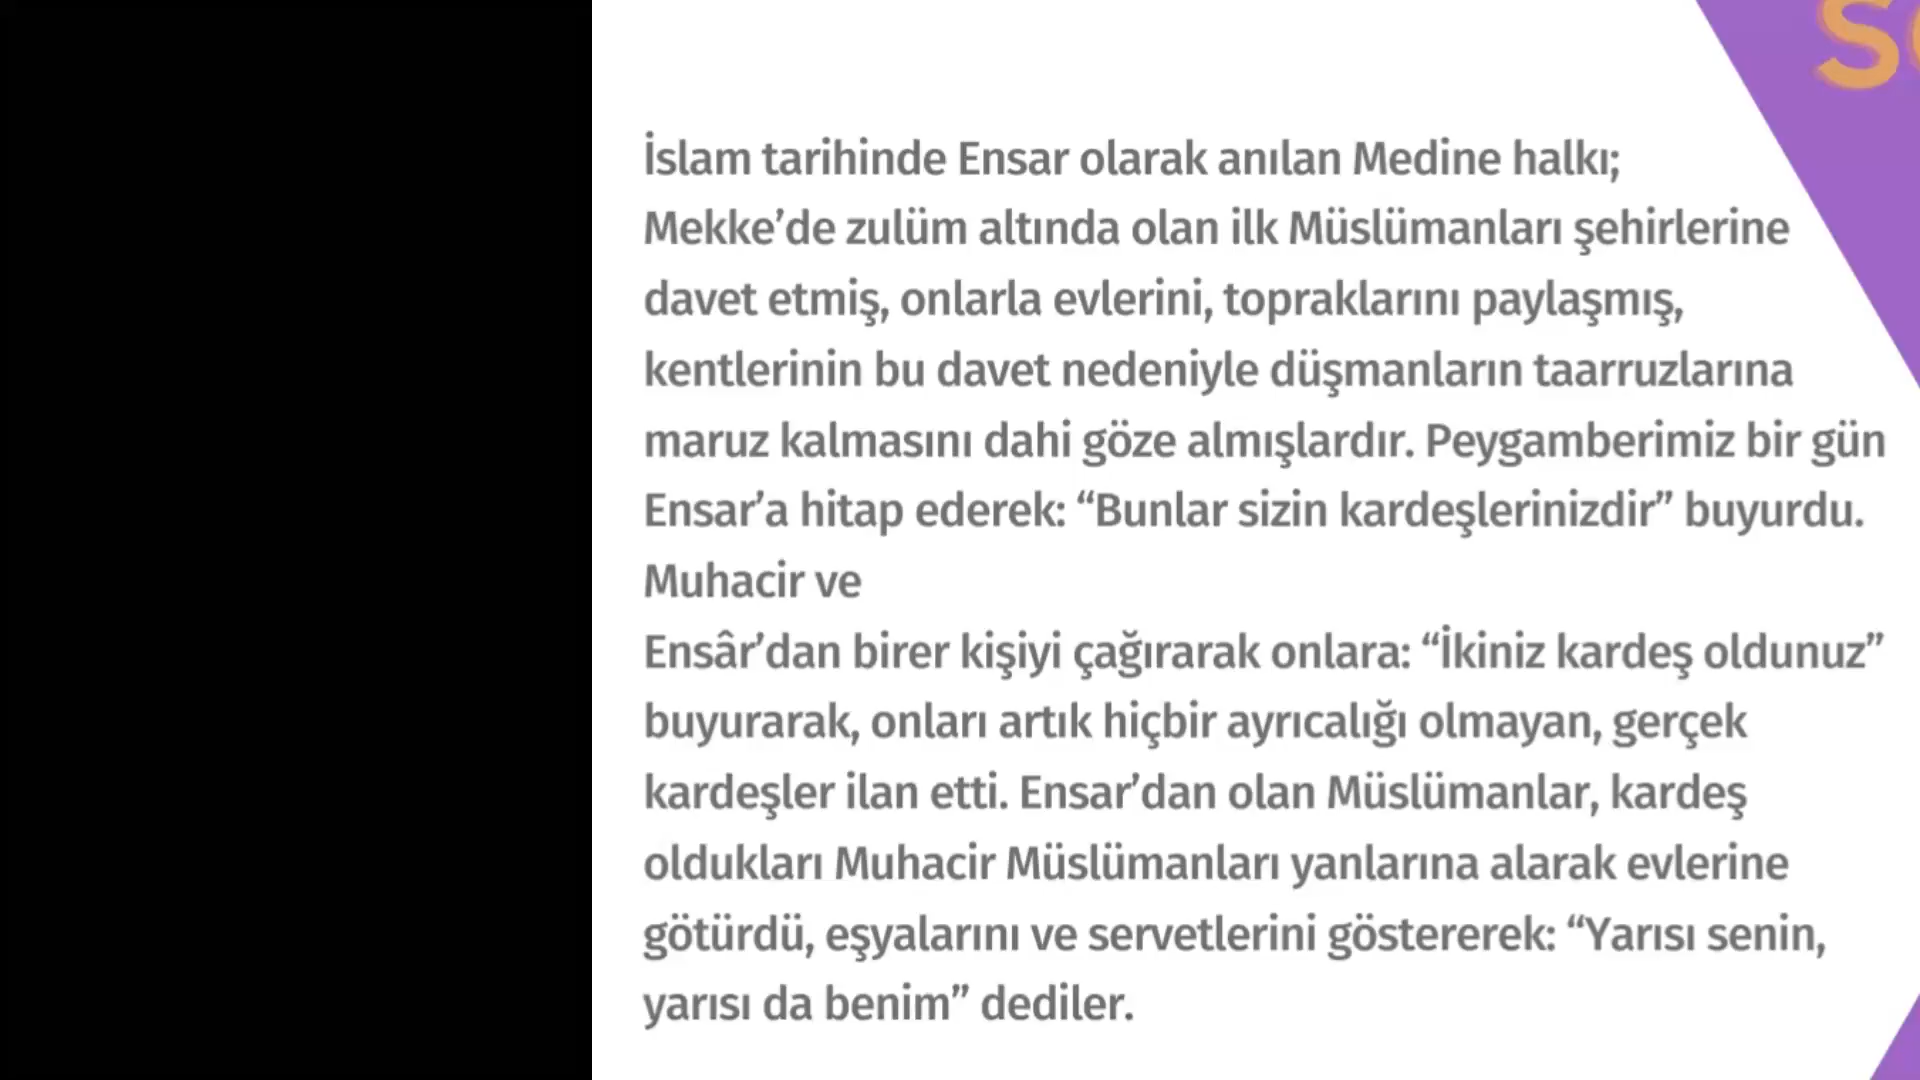 İslam tarihinde Ensar olarak anılan Medine halkı;
Mekke’de zulüm altında olan ilk Müslümanları şehirlerine
davet etmiş, onlarla evlerini, topraklarını paylaşmış,
kentlerinin bu davet nedeniyle düşmanların taarruzlarına
maruz kalmasını dahi göze almışlardır. Peygamberimiz bir gün
Ensar’a hitap ederek: “Bunlar sizin kardeşlerinizdir” buyurdu.
Muhacir ve
Ensâr’dan birer kişiyi çağırarak onlara: “İkiniz kardeş oldunuz”
buyurarak, onları artık hiçbir ayrıcalığı olmayan, gerçek
kardeşler ilan etti. Ensar’dan olan Müslümanlar, kardeş
oldukları Muhacir Müslümanları yanlarına alarak evlerine
götürdü, eşyalarını ve servetlerini göstererek: “Yarısı senin,
yarısı da benim” dediler.